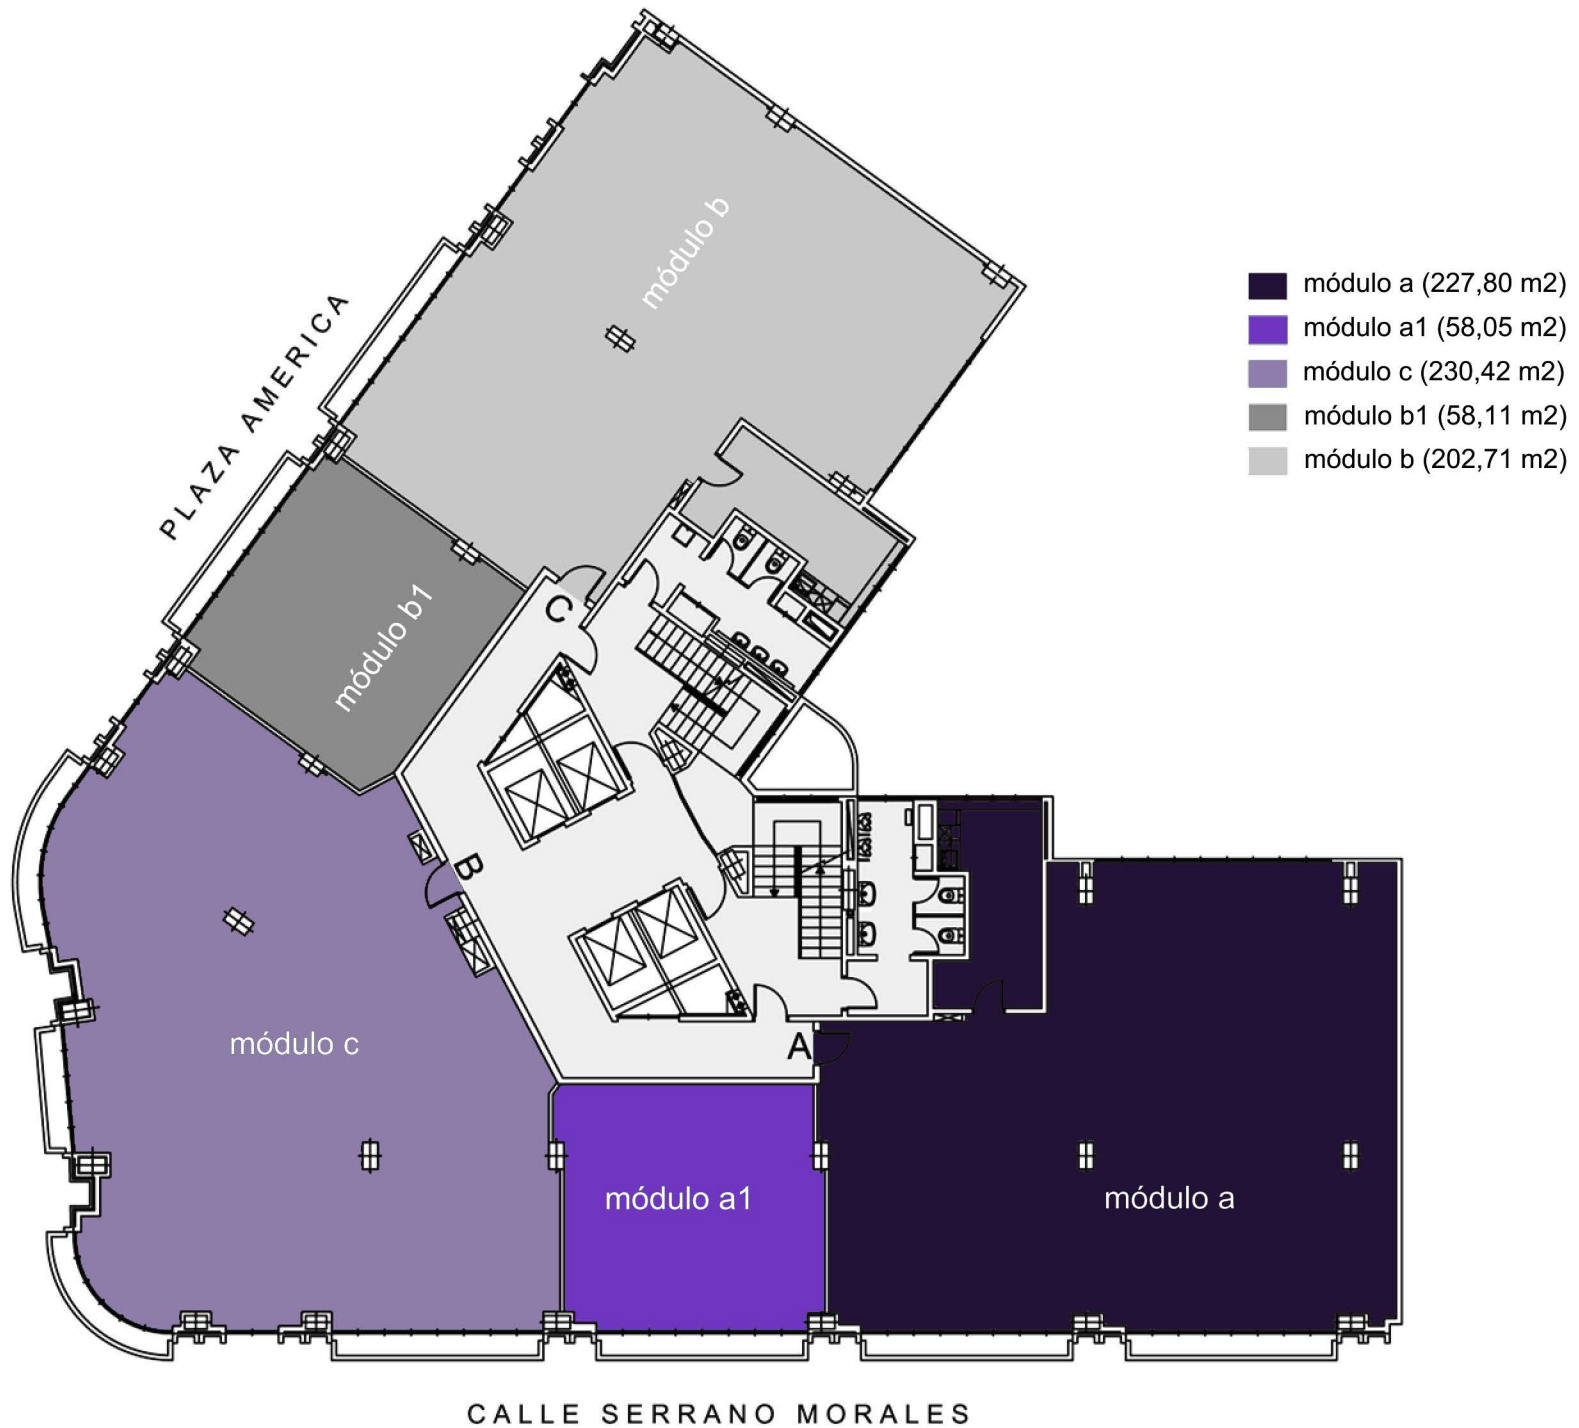 módulo b
PLAZA AMERICA
módulo a (227,80 m2)
módulo a1 (58,05 m2)
módulo c (230,42 m2)
módulo b1 (58,11 m2)
módulo b (202,71 m2)
módulo b1
C
B
módulo c
A
módulo a1
módulo a
CALLE SERRANO MORALES